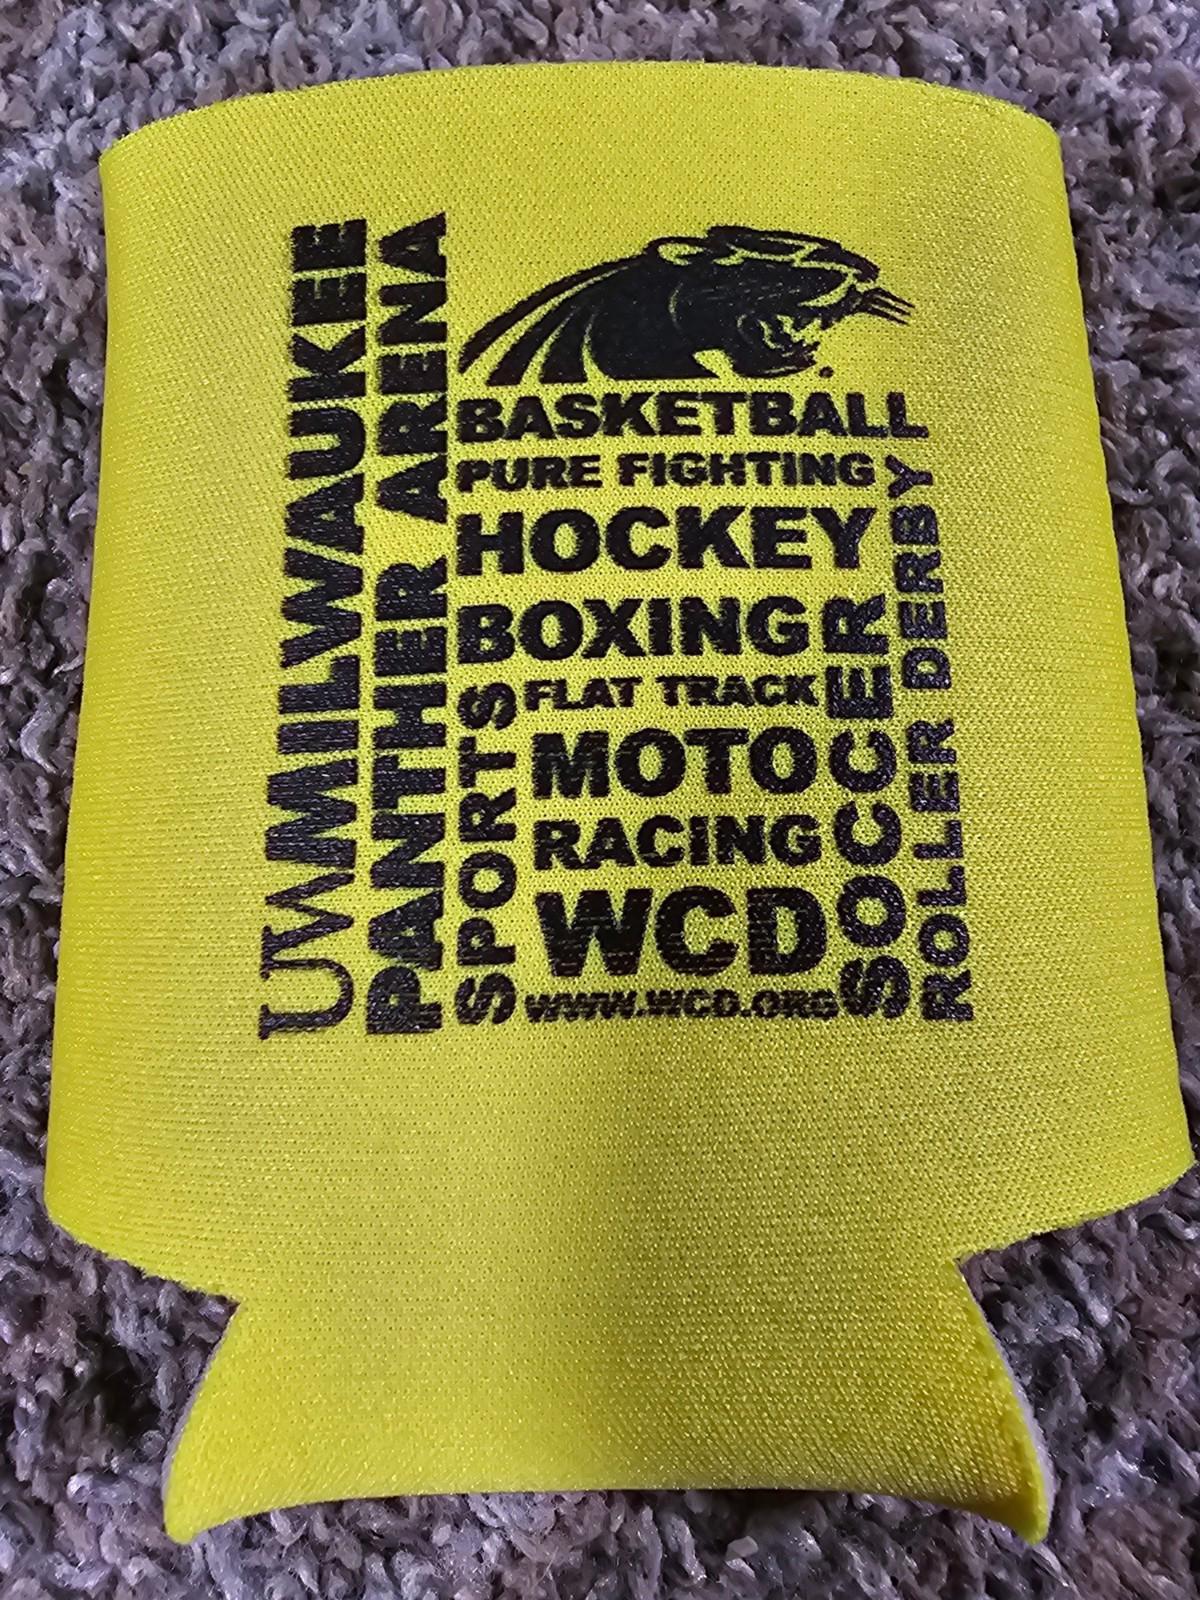 UWMILWAUKEE
PANTHER ARENA
BASKETBALL
PURE FIGHTING
HOCKEY
BOXING
SPORTS
FLAT TRACK
MOTO
RACING
WCD
WWW.WCD.ORG
SOCCER
ROLLER DERBY